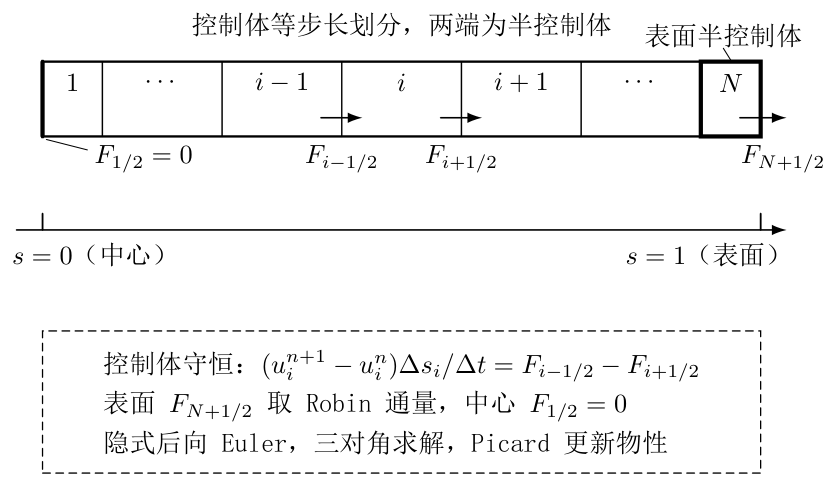 控制体等步长划分，两端为半控制体
表面半控制体
1 ⋯ i − 1 i i + 1 ⋯ N
F_{1/2} = 0 F_{i−1/2} F_{i+1/2} F_{N+1/2}
s = 0（中心） s = 1（表面）
控制体守恒：(u_i^{n+1} − u_i^n)Δs_i/Δt = F_{i−1/2} − F_{i+1/2}
表面 F_{N+1/2} 取 Robin 通量，中心 F_{1/2} = 0
隐式后向 Euler，三对角求解，Picard 更新物性